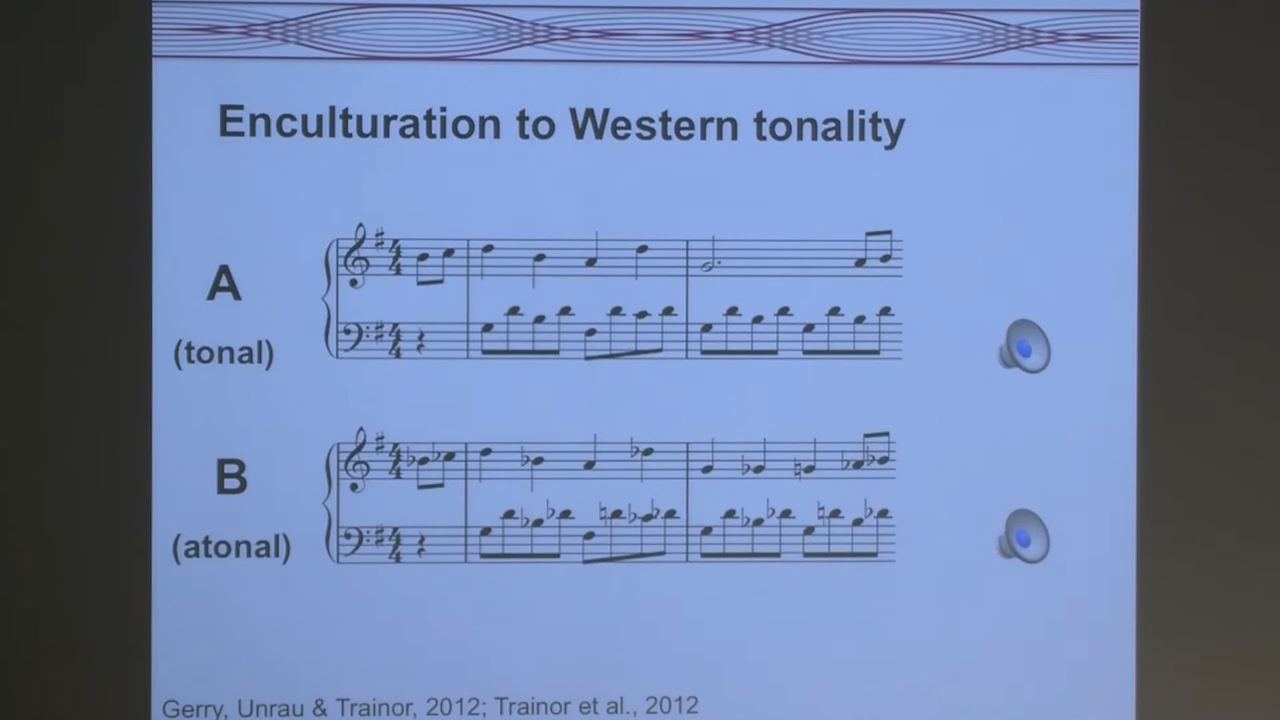 Enculturation to Western tonality
A
(tonal)
B
(atonal)
Gerry, Unrau & Trainor, 2012; Trainor et al., 2012